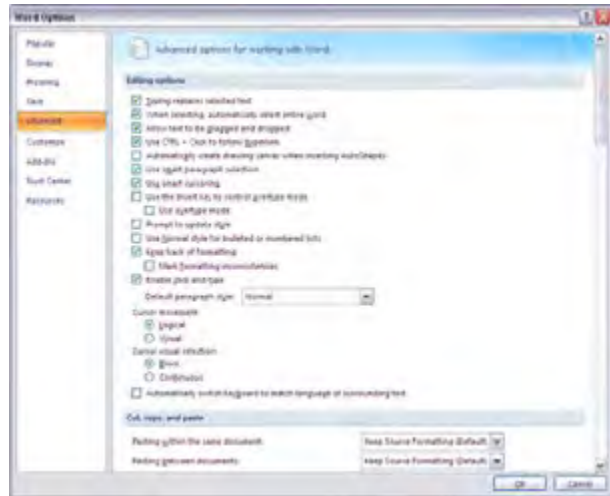 Word Options
Popular
Display
Proofing
Save
Advanced
Customize
Add-Ins
Trust Center
Resources
Advanced options for working with Word.
Editing options
Typing replaces selected text
When selecting, automatically select entire word
Allow text to be dragged and dropped
Use CTRL + Click to follow hyperlink
Automatically create drawing canvas when inserting AutoShapes
Use smart paragraph selection
Use smart cursoring
Use the Insert key to control overtype mode
Use overtype mode
Prompt to update style
Use Normal style for bulleted or numbered lists
Keep track of formatting
Mark formatting inconsistencies
Enable click and type
Default paragraph style: Normal
Cursor movement:
Logical
Visual
Cursor visual selection:
Block
Continuous
Automatically switch keyboard to match language of surrounding text
Cut, copy, and paste
Pasting within the same document: Keep Source Formatting (Default)
Pasting between documents: Keep Source Formatting (Default)
OK Cancel